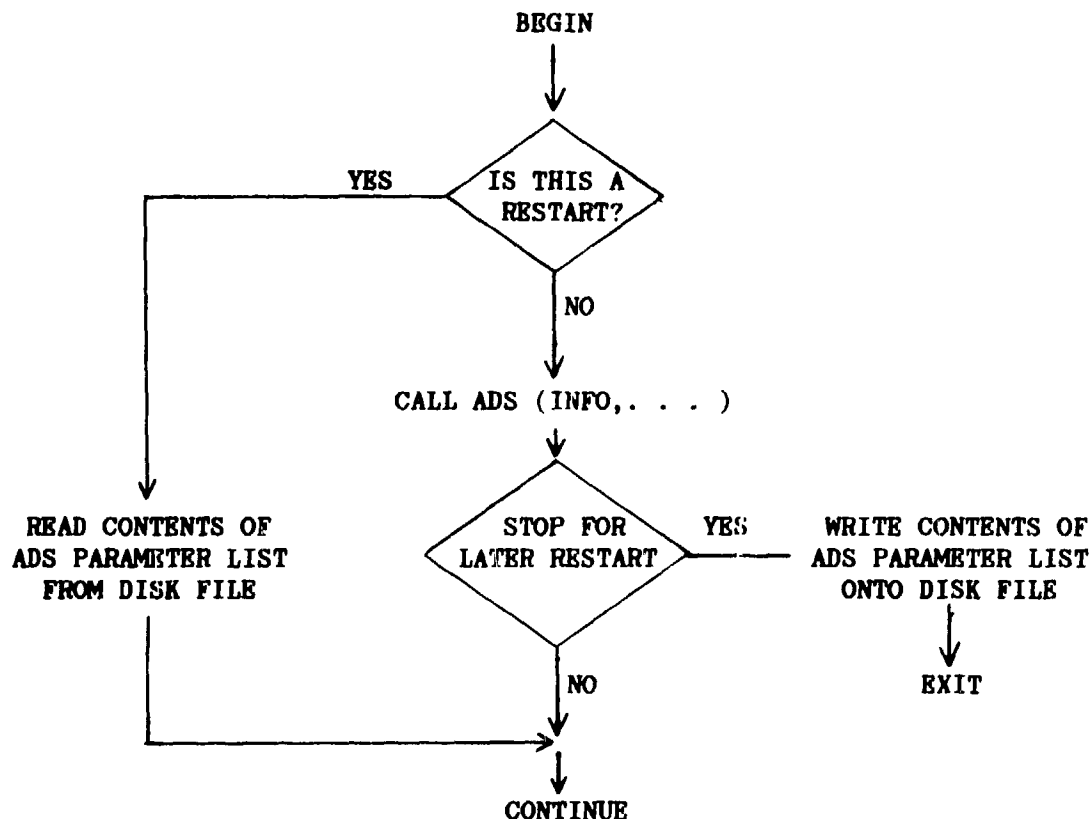 BEGIN
YES
IS THIS A
RESTART?
NO
CALL ADS (INFO,. . . )
READ CONTENTS OF
ADS PARAMETER LIST
FROM DISK FILE
STOP FOR
LATER RESTART
YES
WRITE CONTENTS OF
ADS PARAMETER LIST
ONTO DISK FILE
NO
EXIT
CONTINUE